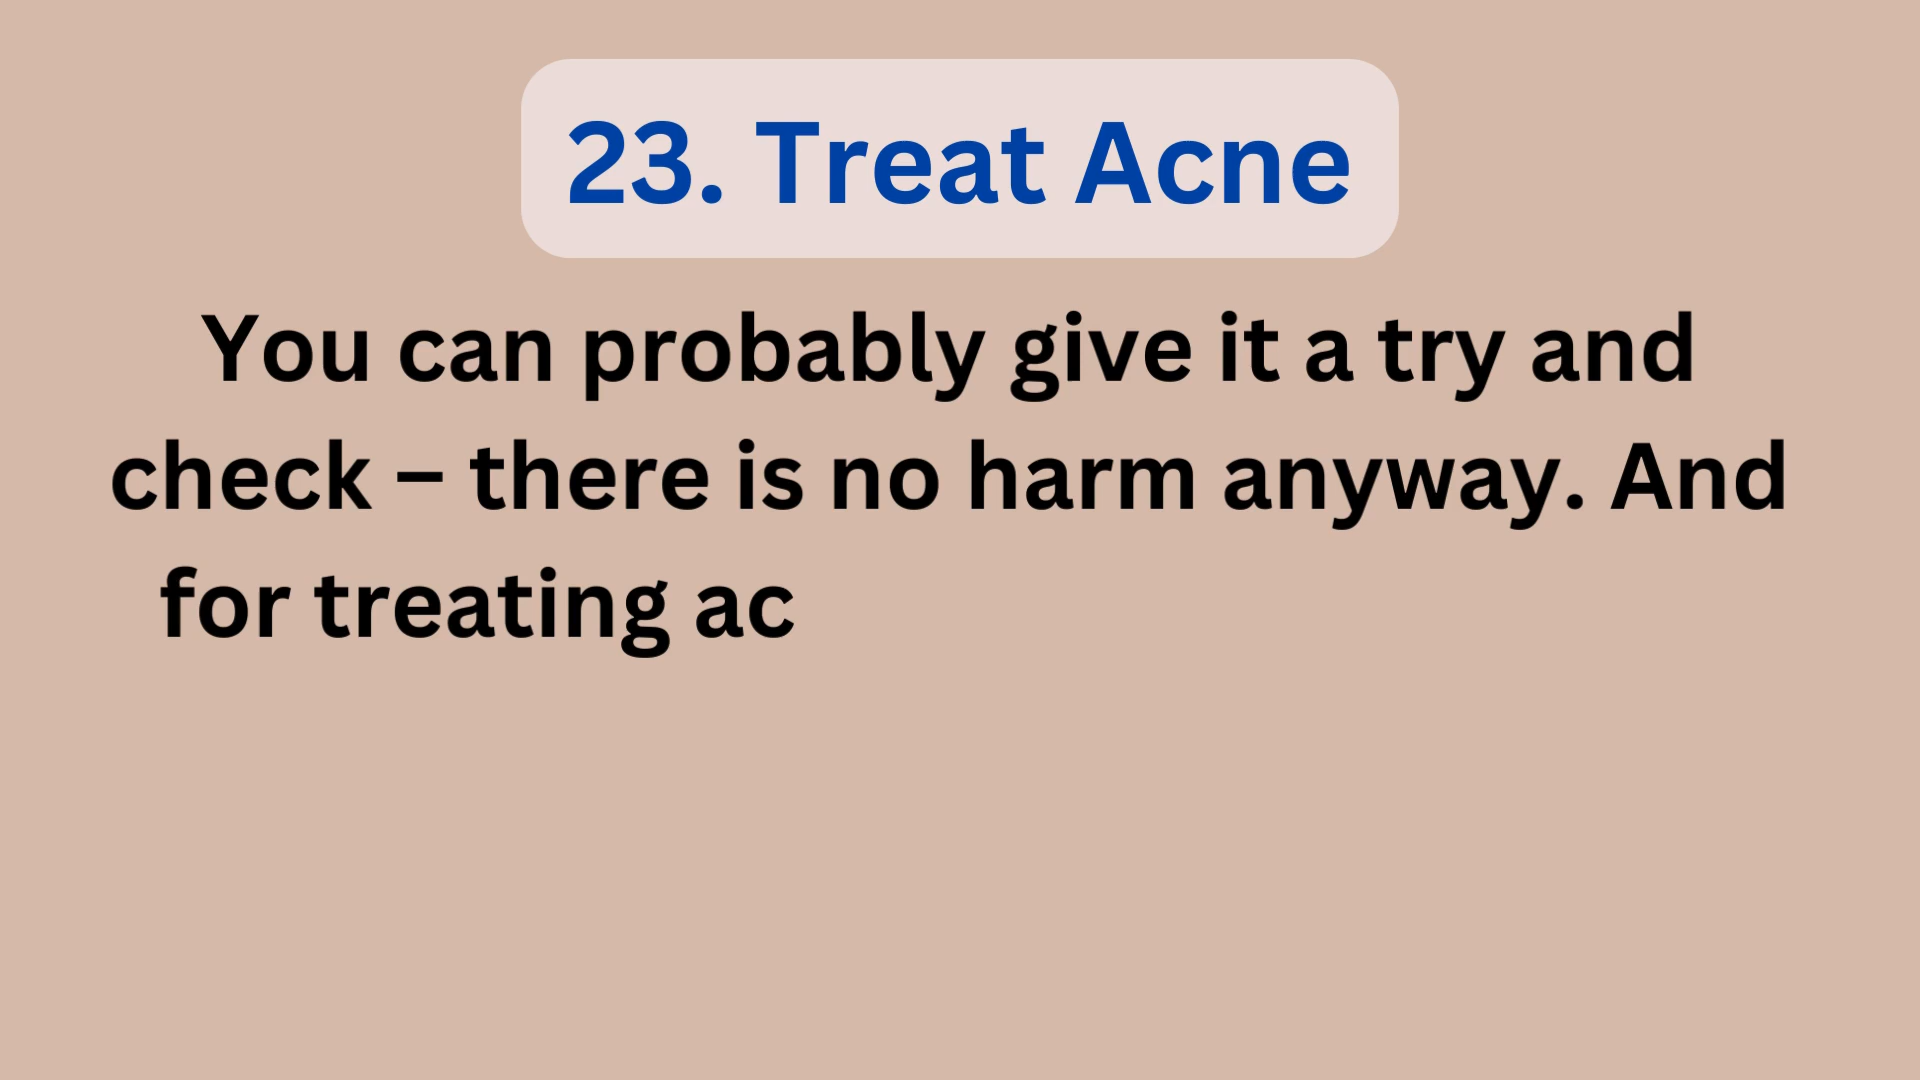 23. Treat Acne
You can probably give it a try and
check – there is no harm anyway. And
for treating ac